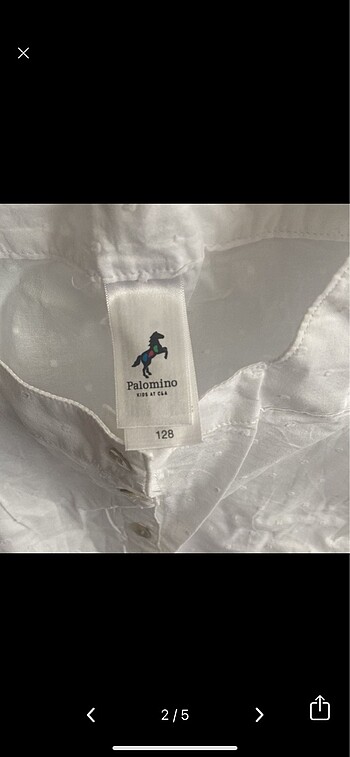 Palomino
KIDS AT C&A
128
2/5